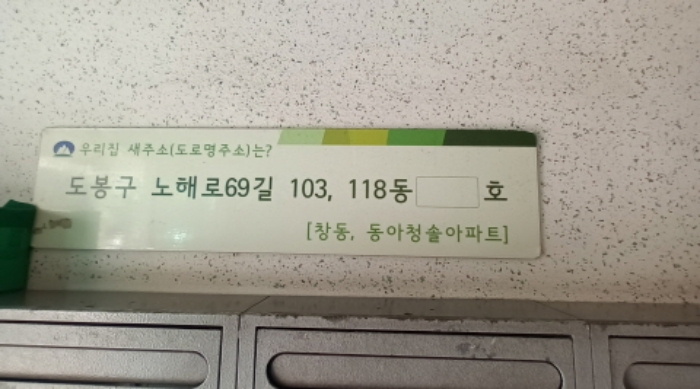 우리집 새주소(도로명주소)는?
도봉구 노해로69길 103, 118동 호
[창동, 동아청솔아파트]